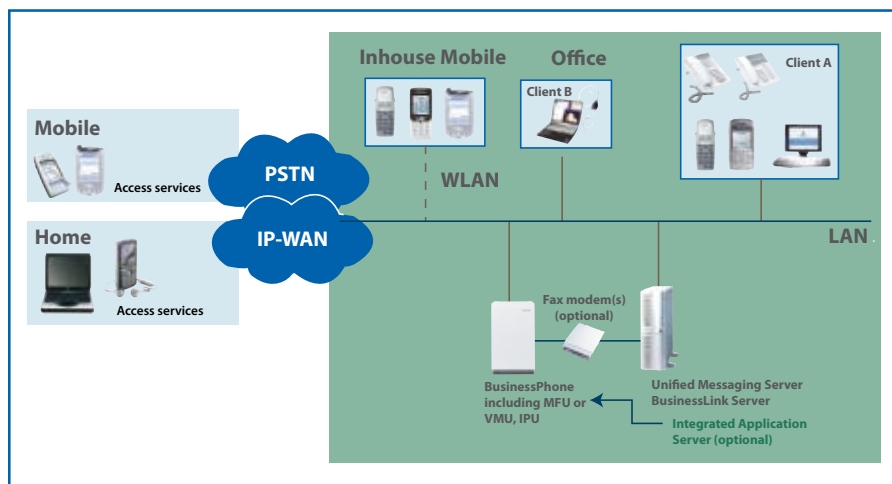 Inhouse Mobile
Office
Client B
Client A
Mobile
Access services
PSTN
WLAN
IP-WAN
LAN
Home
Access services
Fax modem(s)
(optional)
BusinessPhone
including MFU or
VMU, IPU
Unified Messaging Server
BusinessLink Server
Integrated Application
Server (optional)